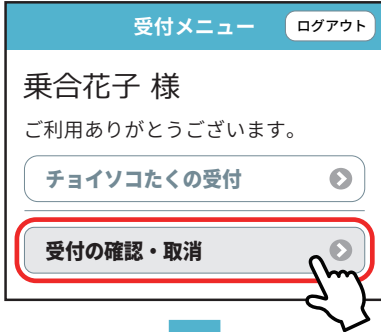 受付メニュー
ログアウト
乗合花子 様
ご利用ありがとうございます。
チョイソコたくの受付
受付の確認・取消